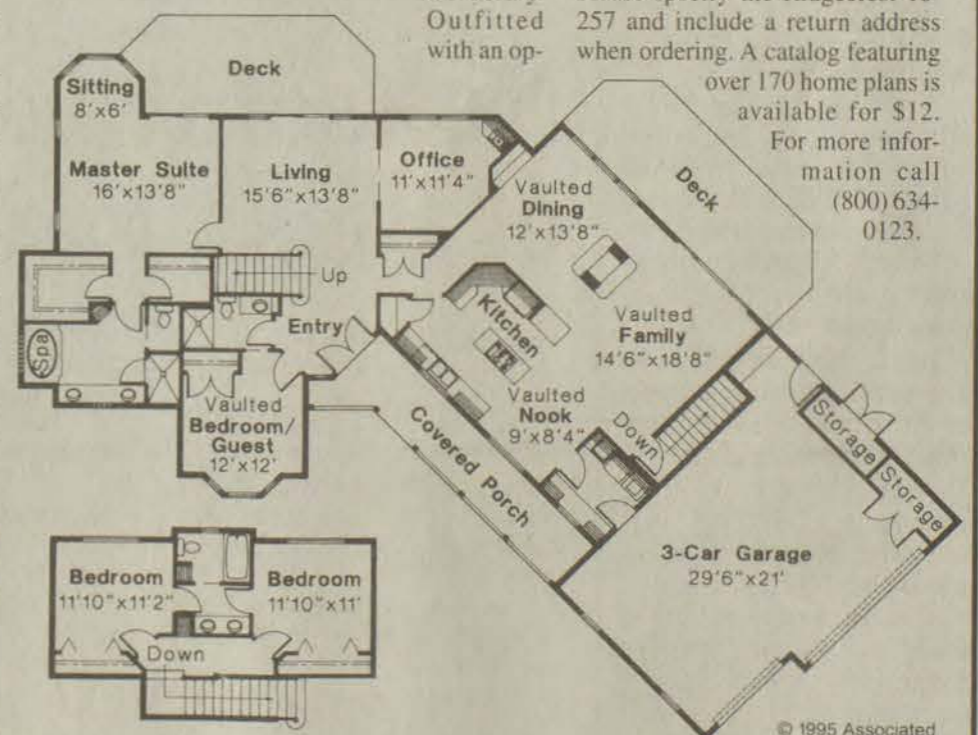 Outfitted
with an op-
257 and include a return address
when ordering. A catalog featuring
over 170 home plans is
available for $12.
For more infor-
mation call
(800) 634-
0123.
Deck
Sitting
8'x6'
Master Suite
16'x13'8"
Living
15'6"x13'8"
Office
11'x11'4"
Vaulted
Dining
12'x13'8"
Deck
Up
Entry
Kitchen
Vaulted
Family
14'6"x18'8"
Spa
Vaulted
Bedroom/
Guest
12'x12'
Vaulted
Nook
9'x8'4"
Down
Covered Porch
Storage
Storage
3-Car Garage
29'6"x21'
Bedroom
11'10"x11'2"
Bedroom
11'10"x11'
Down
© 1995 Associated